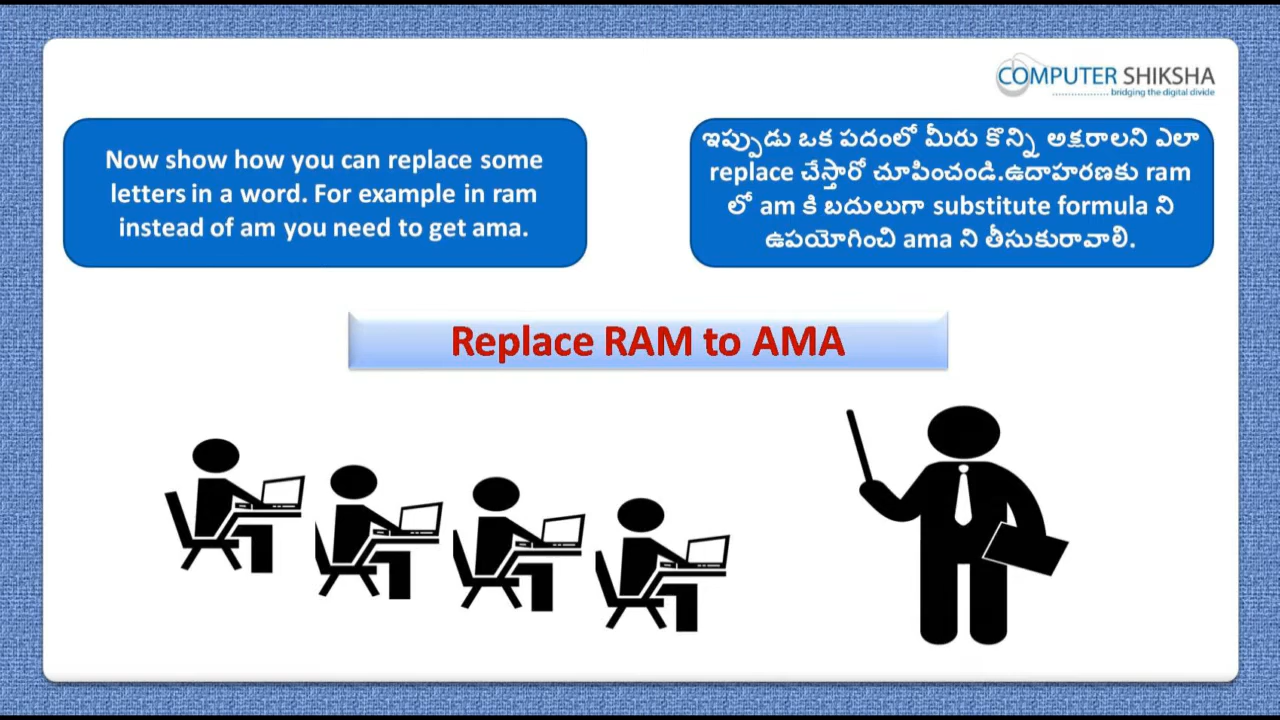 COMPUTER SHIKSHA
bridging the digital divide
Now show how you can replace some
letters in a word. For example in ram
instead of am you need to get ama.
ఇప్పుడు ఒక పదంలో మీరు కొన్ని అక్షరాలని ఎలా
replace చేస్తారో చూపించండి.ఉదాహరణకు ram
లో am కి బదులుగా substitute formula ని
ఉపయోగించి ama ని తీసుకురావాలి.
Replace RAM to AMA